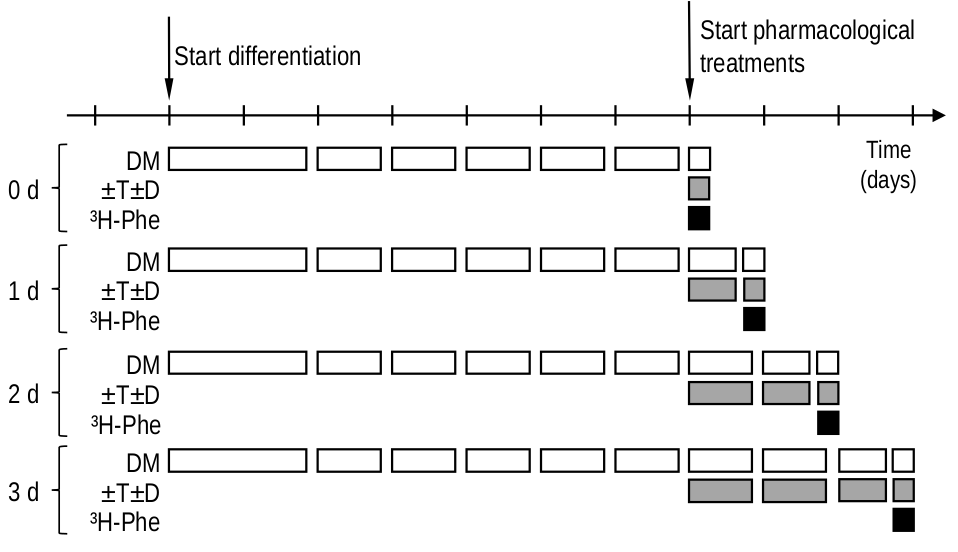 Start differentiation
Start pharmacological
treatments
Time
(days)
0 d
DM
±T±D
³H-Phe
1 d
DM
±T±D
³H-Phe
2 d
DM
±T±D
³H-Phe
3 d
DM
±T±D
³H-Phe